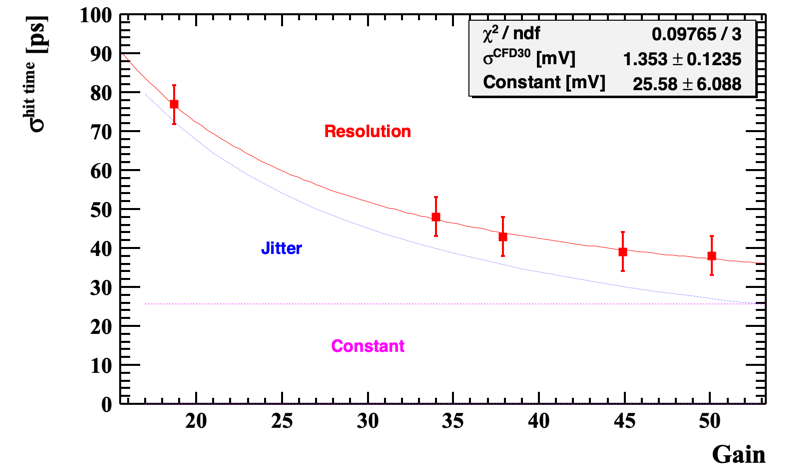 σhit time [ps]
100
90
80
70
60
50
40
30
20
10
0
χ2 / ndf 0.09765 / 3
σCFD30 [mV] 1.353 ± 0.1235
Constant [mV] 25.58 ± 6.088
Resolution
Jitter
Constant
20 25 30 35 40 45 50
Gain